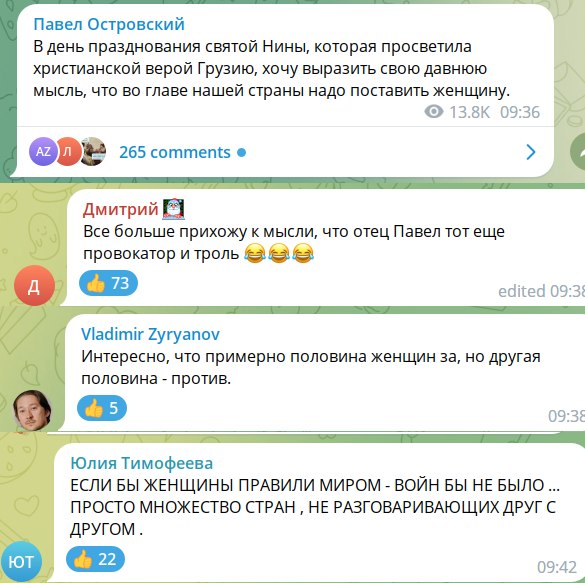 Павел Островский
В день празднования святой Нины, которая просветила
христианской верой Грузию, хочу выразить свою давнюю
мысль, что во главе нашей страны надо поставить женщину.
13.8K 09:36
AZ Л 265 comments
Дмитрий
Все больше прихожу к мысли, что отец Павел тот еще
провокатор и троль 😂😂😂
Д 👍 73
edited 09:38
Vladimir Zyryanov
Интересно, что примерно половина женщин за, но другая
половина - против.
👍 5
09:38
Юлия Тимофеева
ЕСЛИ БЫ ЖЕНЩИНЫ ПРАВИЛИ МИРОМ - ВОЙН БЫ НЕ БЫЛО ...
ПРОСТО МНОЖЕСТВО СТРАН , НЕ РАЗГОВАРИВАЮЩИХ ДРУГ С
ДРУГОМ .
ЮТ 👍 22
09:42